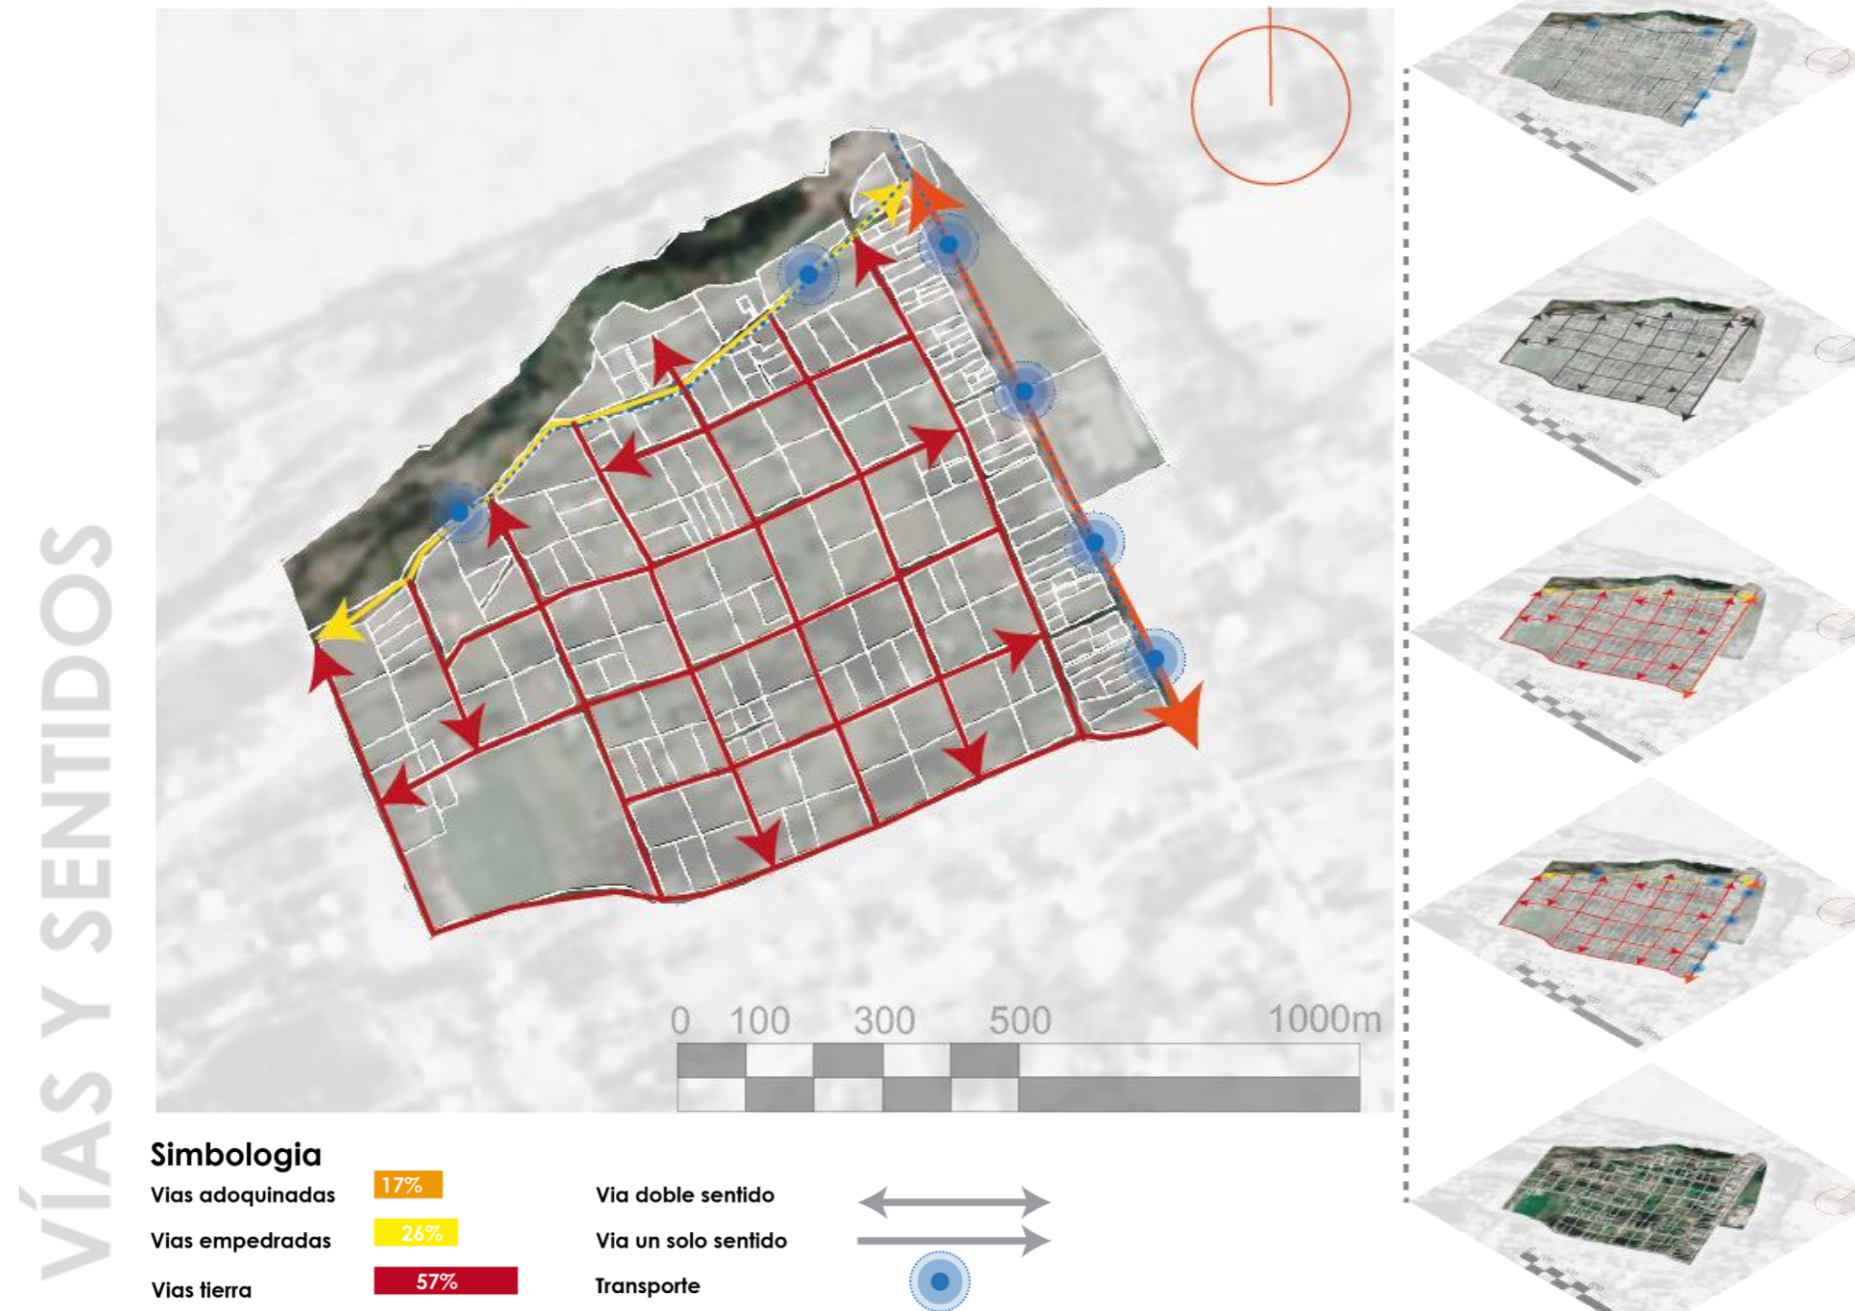 VÍAS Y SENTIDOS
0 100 300 500 1000m
Simbologia
Vias adoquinadas 17%
Vias empedradas 26%
Vias tierra 57%
Via doble sentido
Via un solo sentido
Transporte